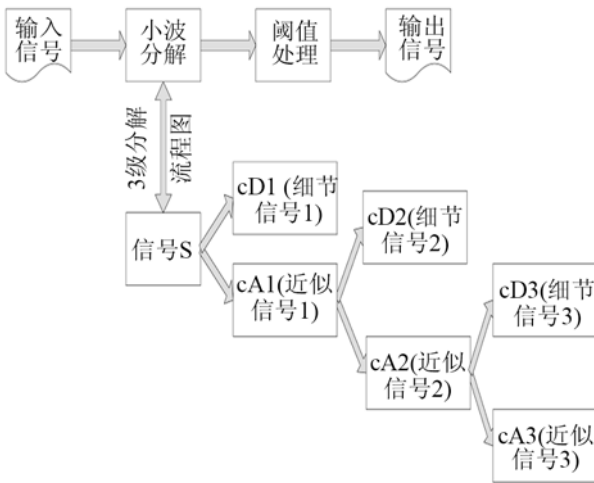 输入
信号
小波
分解
阈值
处理
输出
信号
3级分解
流程图
信号S
cD1 (细节
信号1)
cA1(近似
信号1)
cD2(细节
信号2)
cA2(近似
信号2)
cD3(细节
信号3)
cA3(近似
信号3)